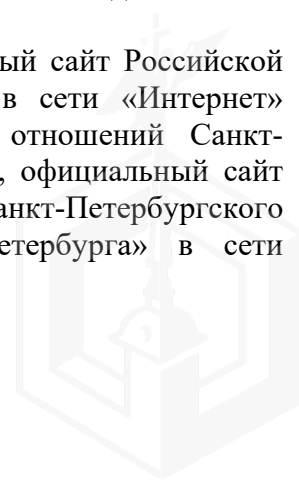 ый сайт Российской
в сети «Интернет»
отношений Санкт-
, официальный сайт
анкт-Петербургского
етербурга» в сети